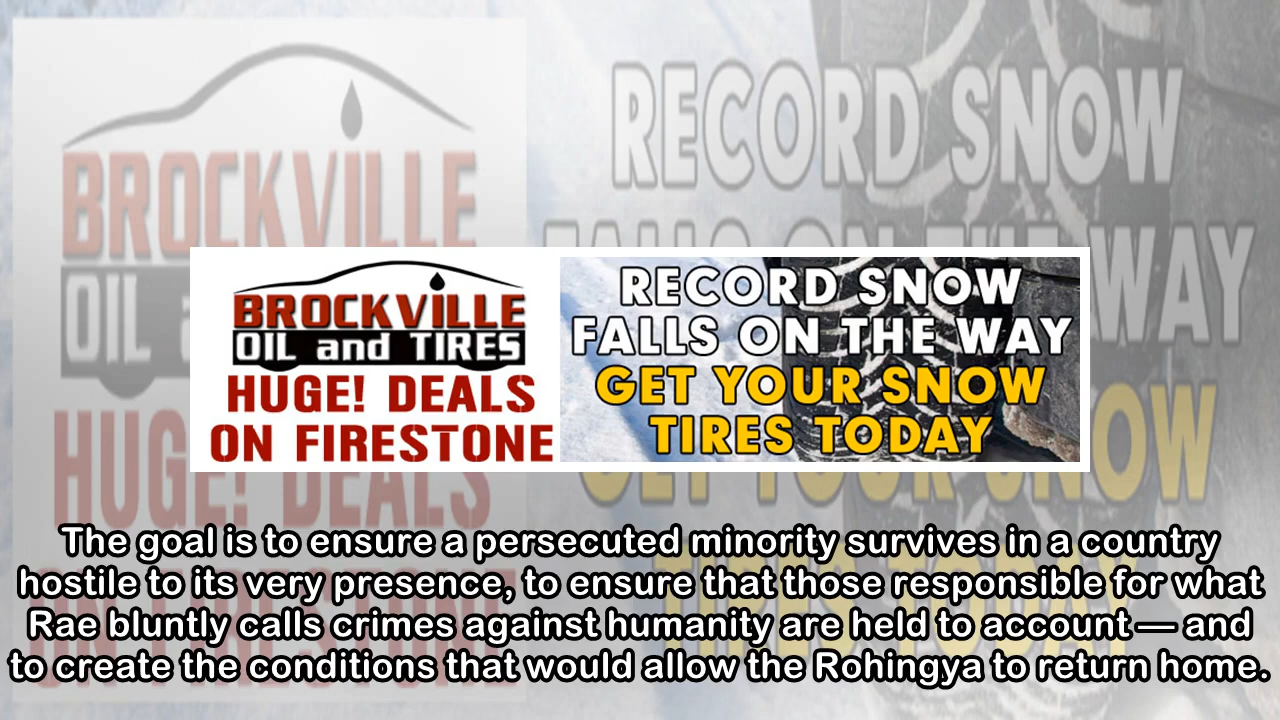 BROCKVILLE
OIL and TIRES
HUGE! DEALS
ON FIRESTONE
RECORD SNOW
FALLS ON THE WAY
GET YOUR SNOW
TIRES TODAY
The goal is to ensure a persecuted minority survives in a country
hostile to its very presence, to ensure that those responsible for what
Rae bluntly calls crimes against humanity are held to account — and
to create the conditions that would allow the Rohingya to return home.